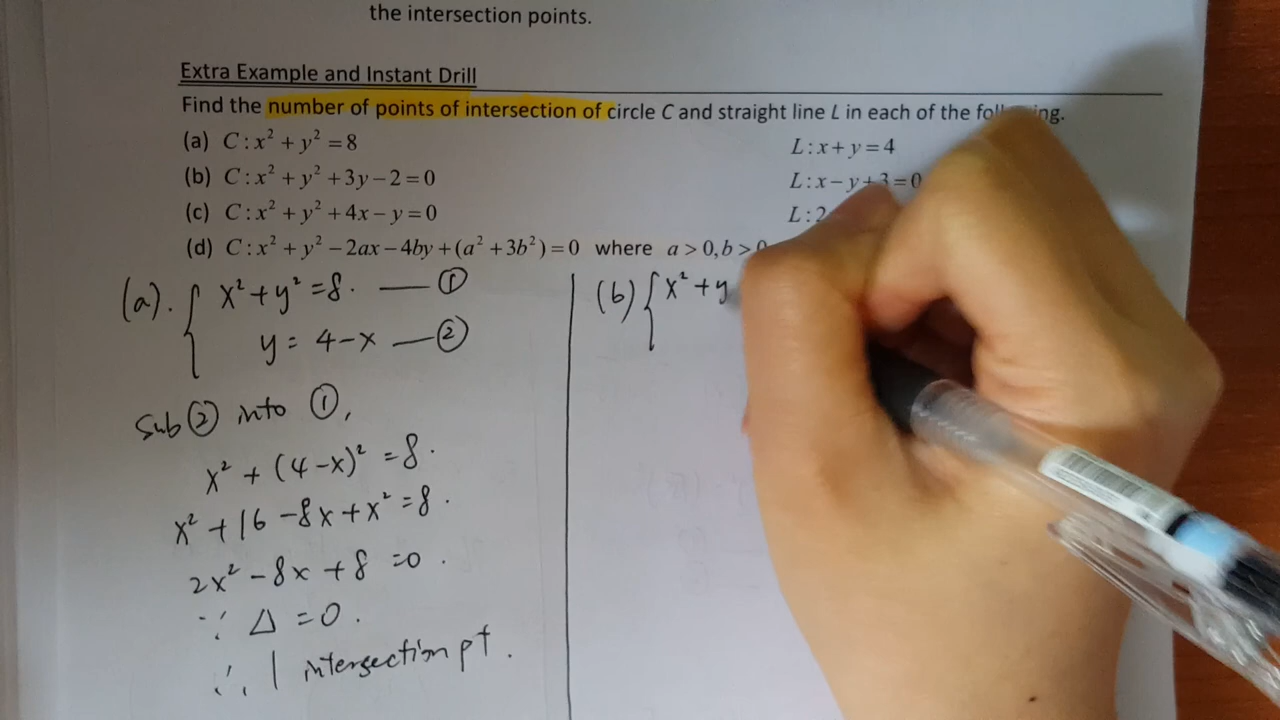 the intersection points.
Extra Example and Instant Drill
Find the number of points of intersection of circle C and straight line L in each of the following.
(a) C : x² + y² = 8 L : x + y = 4
(b) C : x² + y² + 3y − 2 = 0 L : x − y + 3 = 0
(c) C : x² + y² + 4x − y = 0 L : 2
(d) C : x² + y² − 2ax − 4by + (a² + 3b²) = 0 where a > 0, b > 0
(a). { x² + y² = 8. — ①
y = 4 − x — ②
Sub ② into ①,
x² + (4 − x)² = 8.
x² + 16 − 8x + x² = 8.
2x² − 8x + 8 = 0.
∵ Δ = 0.
∴ 1 intersection pt.
(b) { x² + y